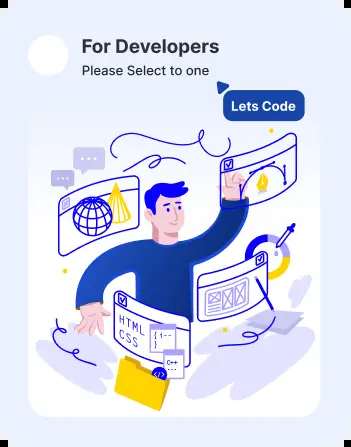 For Developers
Please Select to one
Lets Code
HTML
CSS
{!--
}
C++